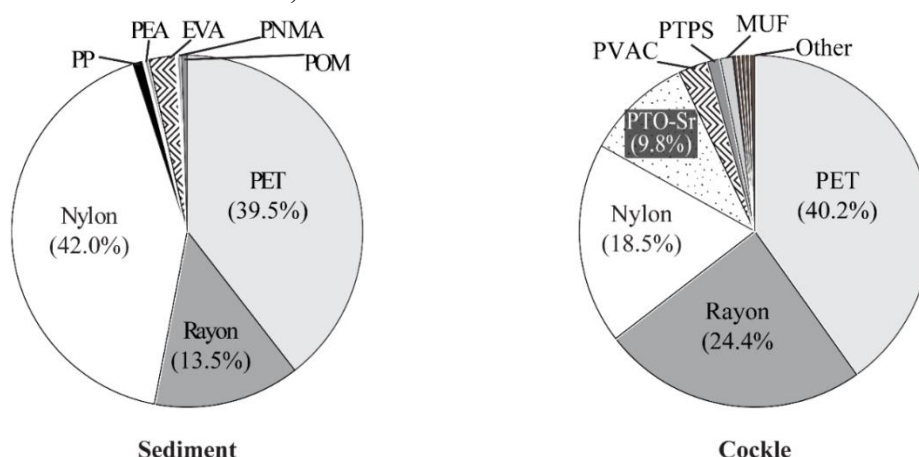 PP
PEA
EVA
PNMA
POM
PET
(39.5%)
Nylon
(42.0%)
Rayon
(13.5%)
Sediment
PVAC
PTPS
MUF
Other
PTO-Sr
(9.8%)
PET
(40.2%)
Nylon
(18.5%)
Rayon
(24.4%
Cockle